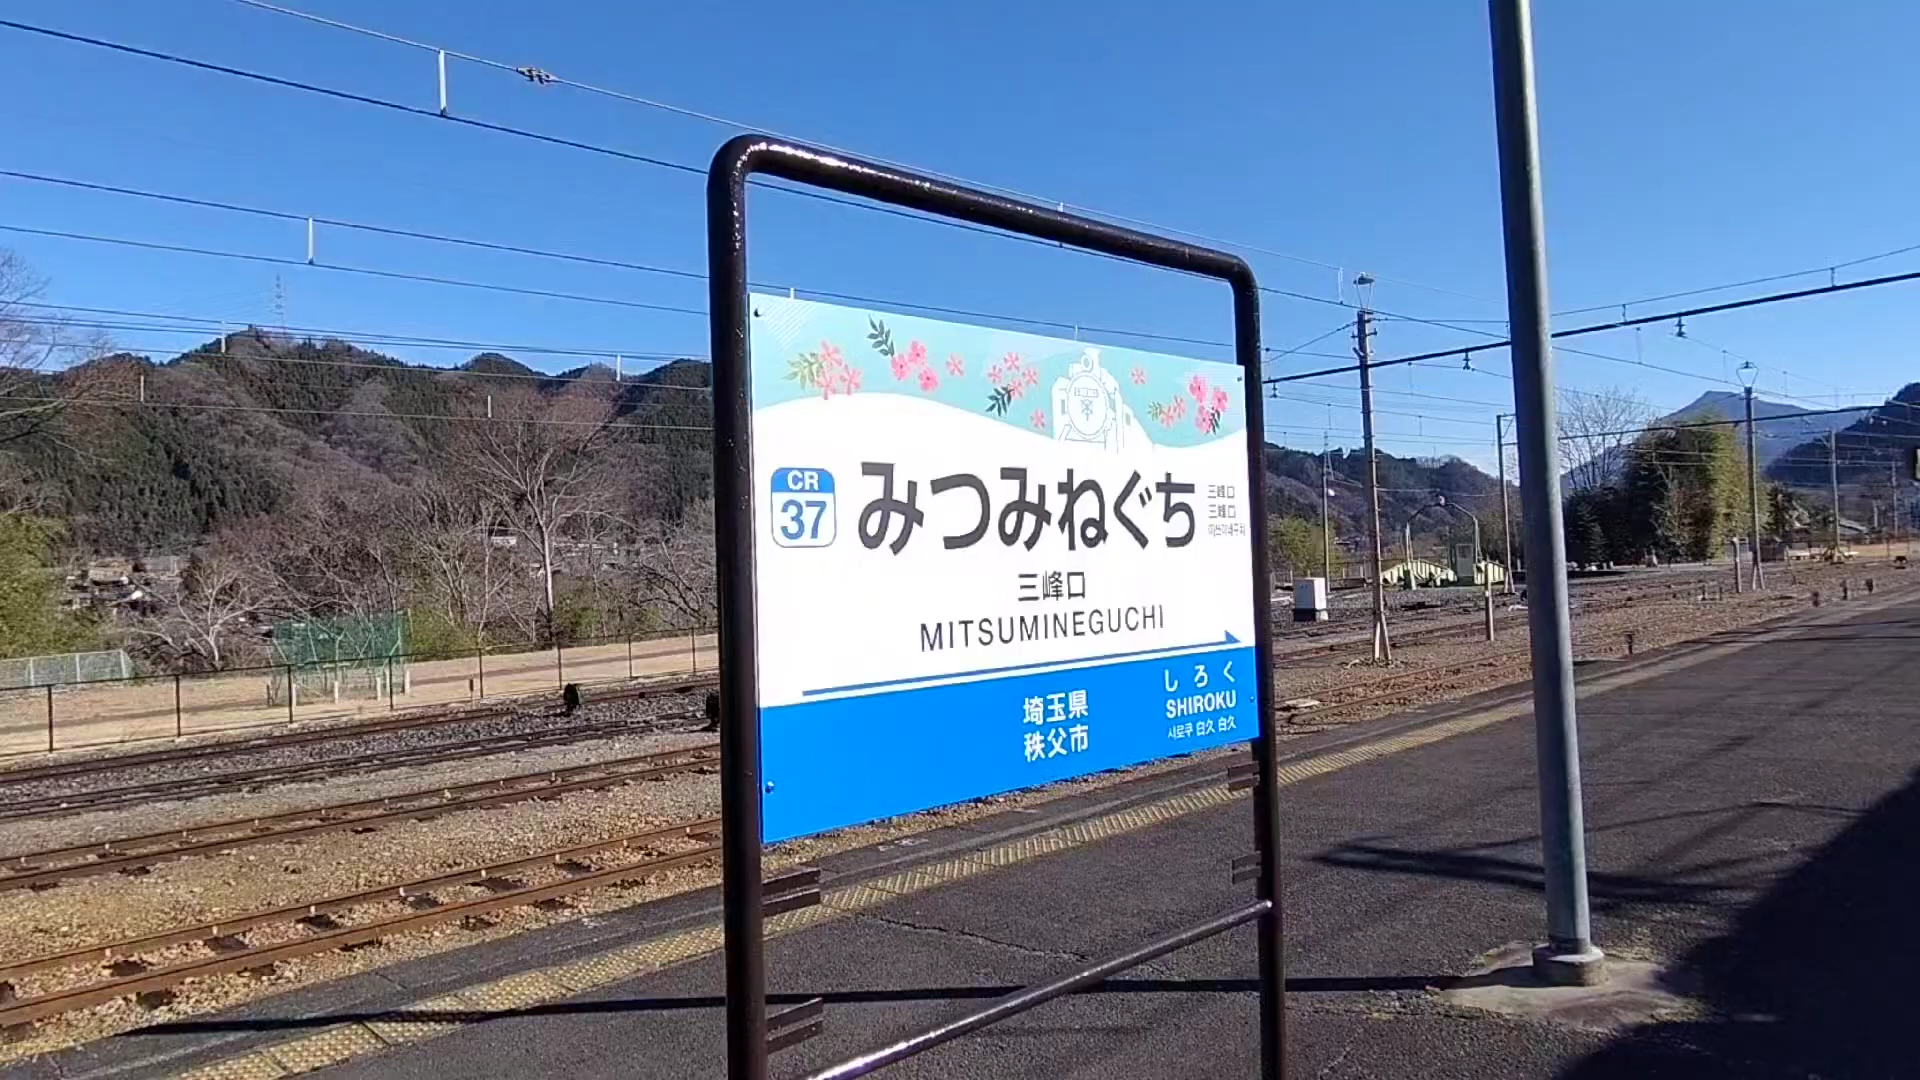 CR
37
みつみねぐち
三峰口
三峰口
三峰口
MITSUMINEGUCHI
埼玉県
秩父市
しろく
SHIROKU
시로쿠 白久 白久